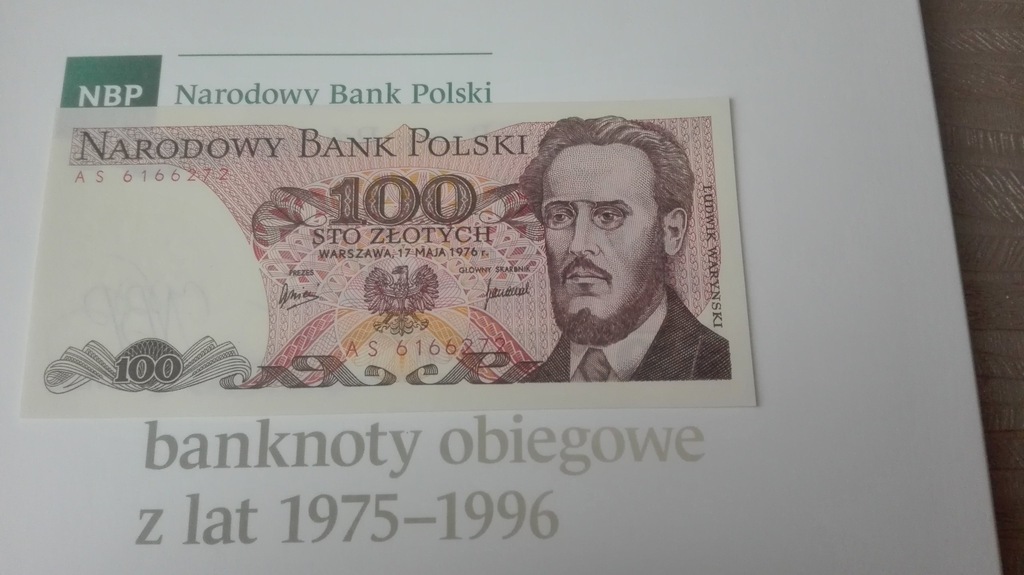 NBP
Narodowy Bank Polski
NARODOWY BANK POLSKI
AS 6166272
100
STO ZŁOTYCH
WARSZAWA, 17 MAJA 1976 r.
PREZES
GŁÓWNY SKARBNIK
AS 6166272
100
LUDWIK WARYŃSKI
banknoty obiegowe
z lat 1975–1996